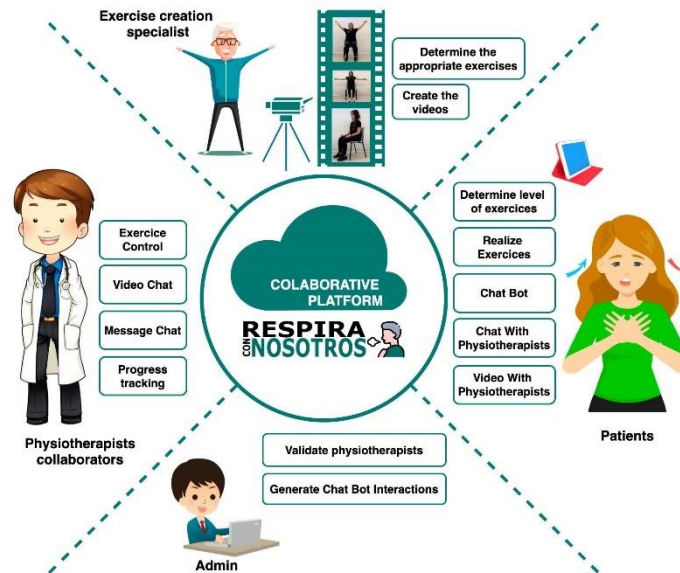 Exercise creation
specialist
Determine the
appropriate exercises
Create the
videos
Exercice
Control
Video Chat
Message Chat
Progress
tracking
Physiotherapists
collaborators
COLABORATIVE
PLATFORM
RESPIRA
CON
NOSOTROS
Determine level
of exercices
Realize
Exercices
Chat Bot
Chat With
Physiotherapists
Video With
Physiotherapists
Patients
Validate physiotherapists
Generate Chat Bot Interactions
Admin